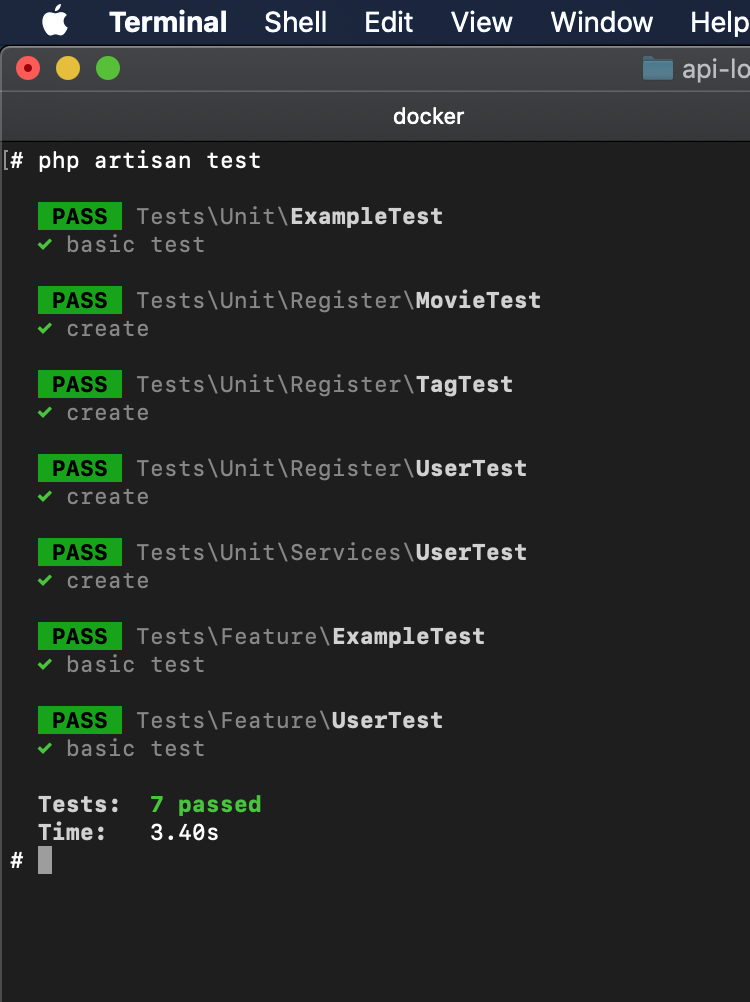 Terminal Shell Edit View Window Help
api-lo
docker
[# php artisan test
PASS Tests\Unit\ExampleTest
✓ basic test
PASS Tests\Unit\Register\MovieTest
✓ create
PASS Tests\Unit\Register\TagTest
✓ create
PASS Tests\Unit\Register\UserTest
✓ create
PASS Tests\Unit\Services\UserTest
✓ create
PASS Tests\Feature\ExampleTest
✓ basic test
PASS Tests\Feature\UserTest
✓ basic test
Tests: 7 passed
Time: 3.40s
#